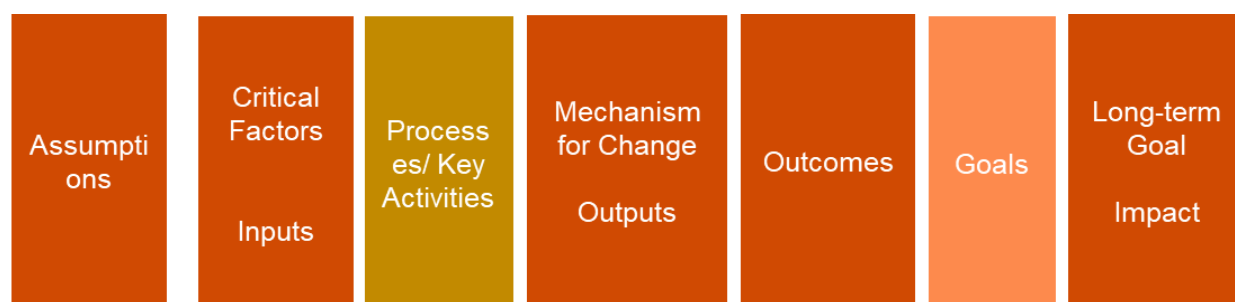 Assumpti
ons
Critical
Factors
Inputs
Process
es/ Key
Activities
Mechanism
for Change
Outputs
Outcomes
Goals
Long-term
Goal
Impact